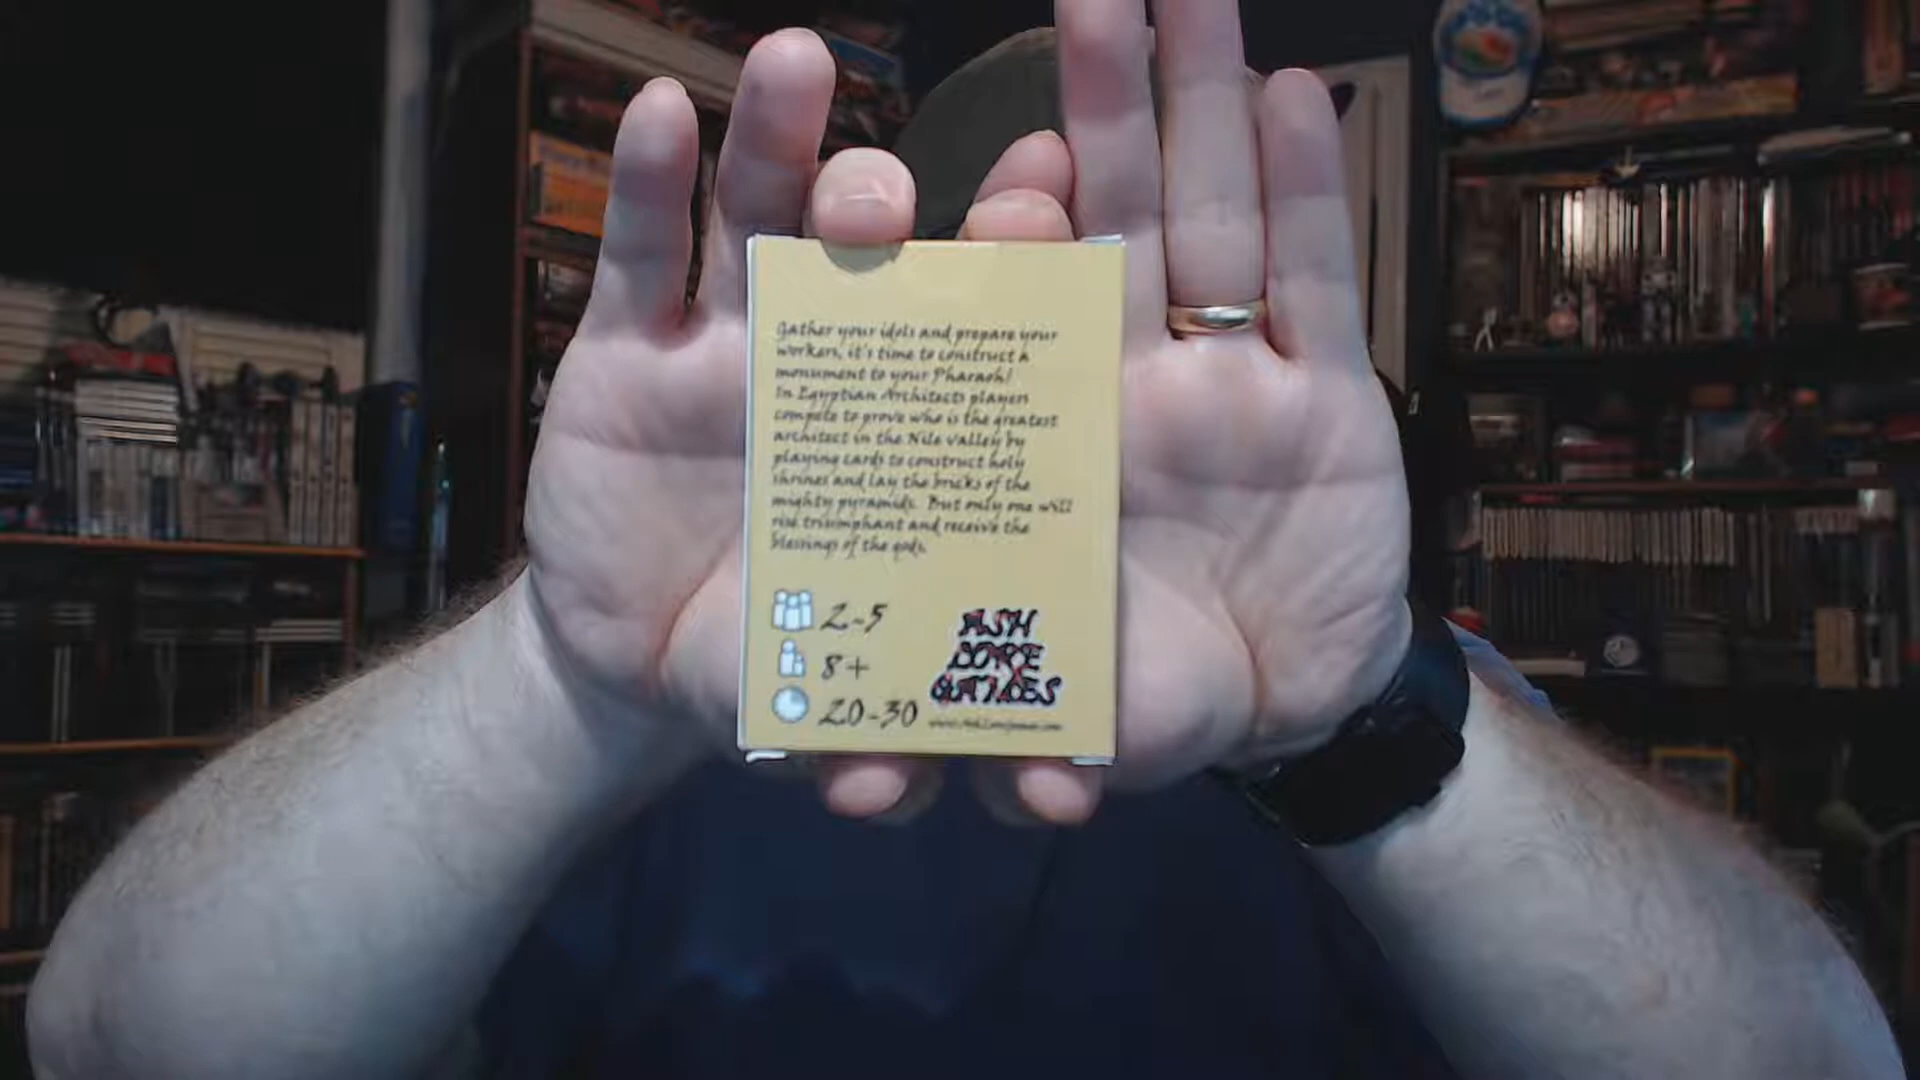 Gather your idols and prepare your
workers, it's time to construct a
monument to your Pharaoh!
In Egyptian Architects players
compete to prove who is the greatest
architect in the Nile valley by
playing cards to construct holy
shrines and lay the bricks of the
mighty pyramids. But only one will
rise triumphant and receive the
blessings of the gods.
2-5
8+
20-30
ASH
LORE